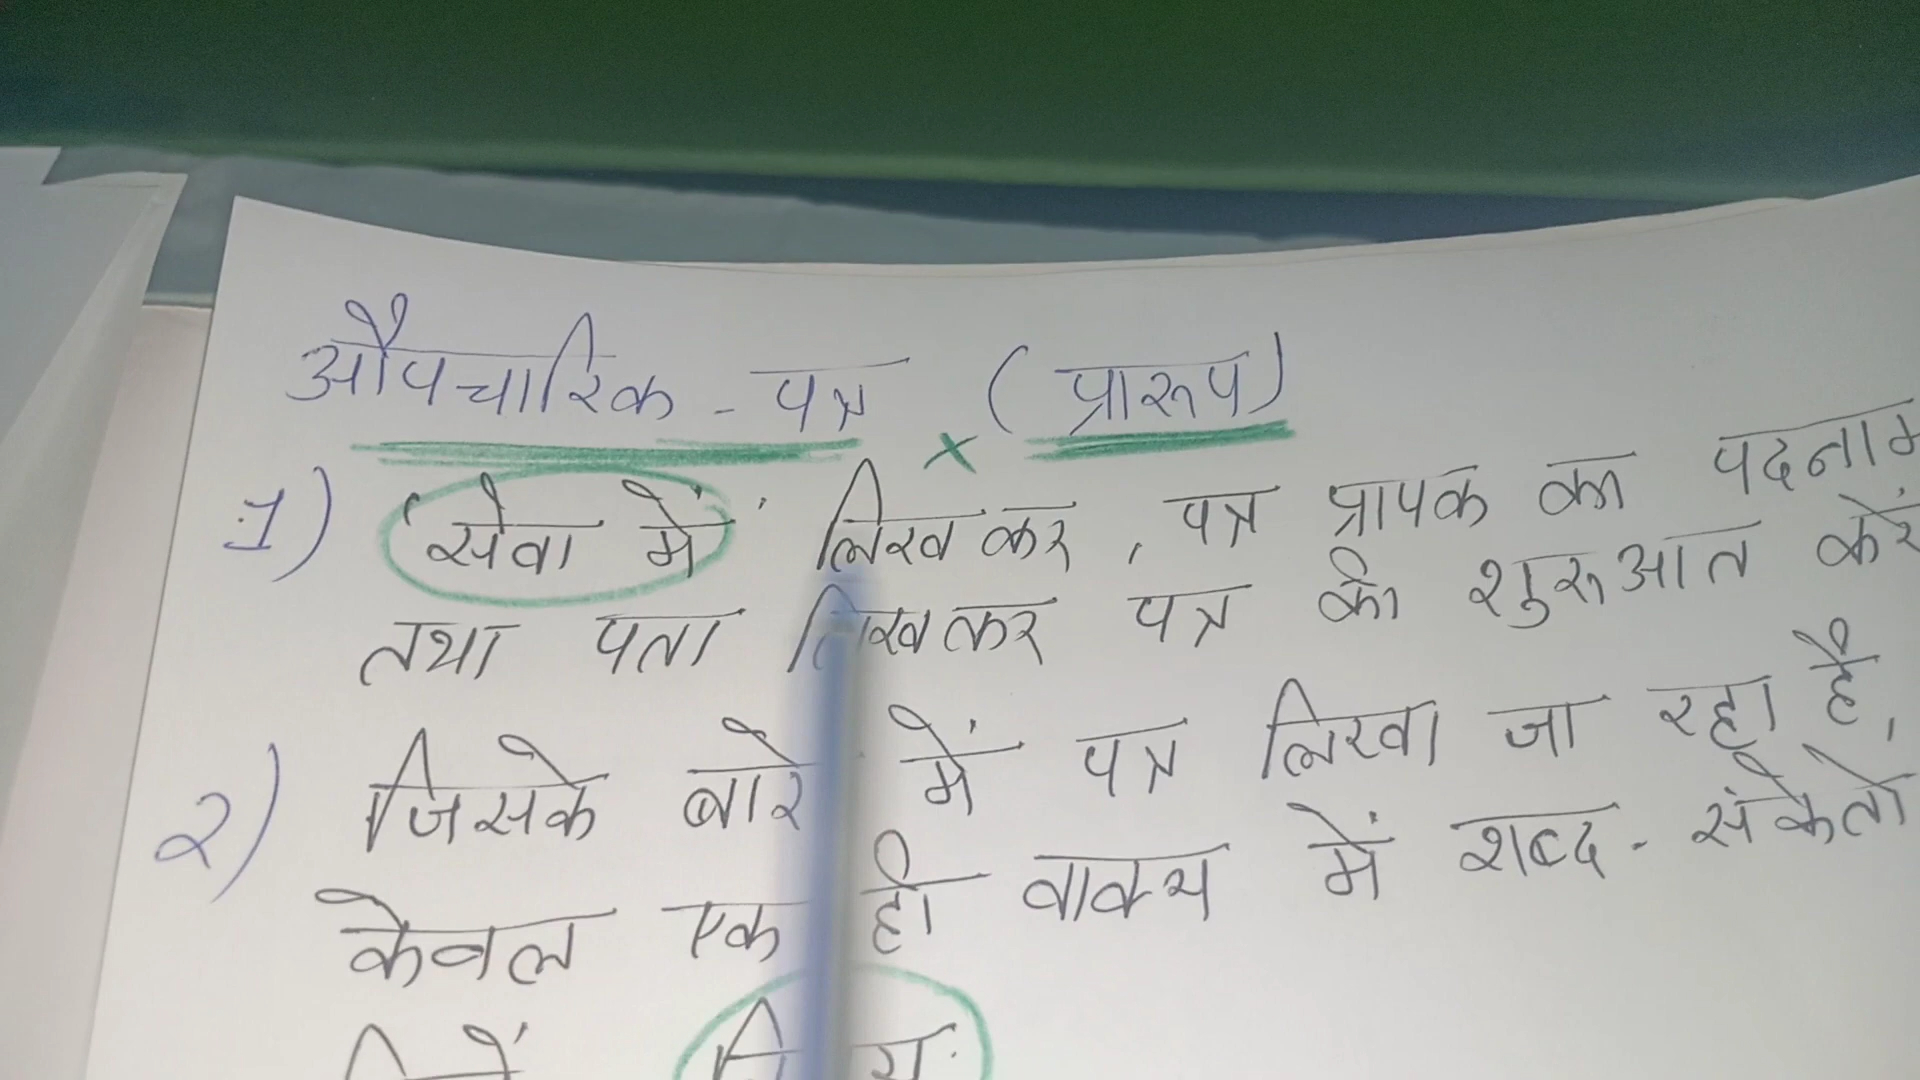 औपचारिक - पत्र (प्रारूप)
1) 'सेवा में' लिखकर, पत्र प्रापक का पदनाम
तथा पता लिखकर पत्र की शुरुआत करें
२) जिसके बारे में पत्र लिखा जा रहा है,
केवल एक ही वाक्य में शब्द - संकेतो